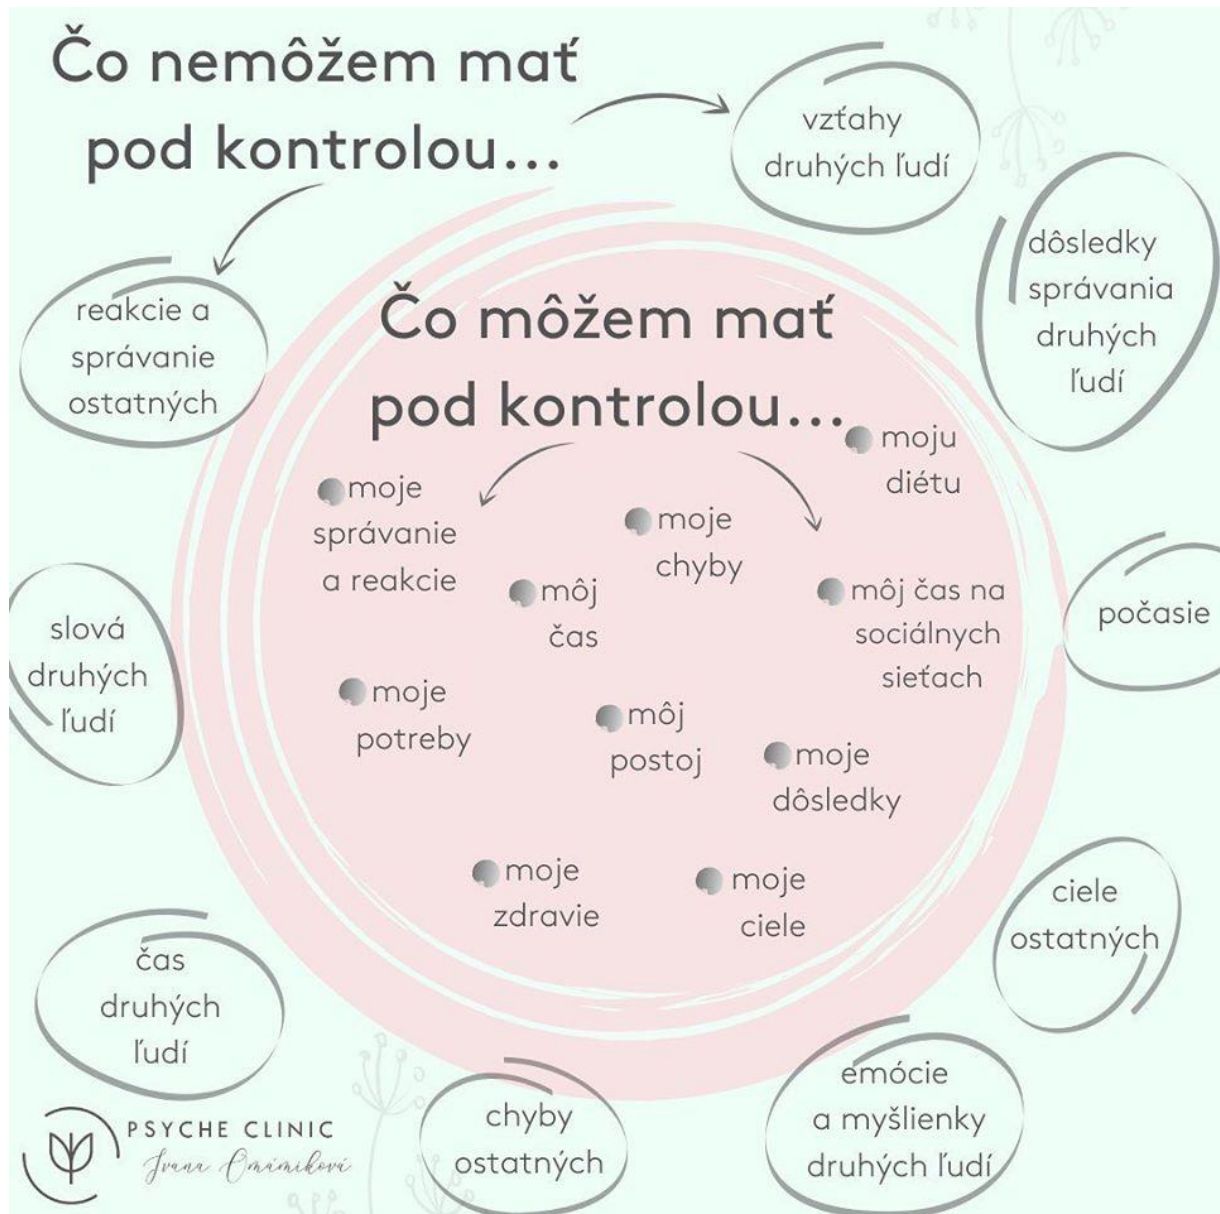 Čo nemôžem mať
pod kontrolou...
vzťahy
druhých ľudí
dôsledky
správania
druhých
ľudí
reakcie a
správanie
ostatných
Čo môžem mať
pod kontrolou...
moju
diétu
moje
správanie
a reakcie
moje
chyby
môj
čas
môj čas na
sociálnych
sieťach
počasie
slová
druhých
ľudí
moje
potreby
môj
postoj
moje
dôsledky
moje
zdravie
moje
ciele
ciele
ostatných
čas
druhých
ľudí
chyby
ostatných
emócie
a myšlienky
druhých ľudí
PSYCHE CLINIC
Ivana Omámiková